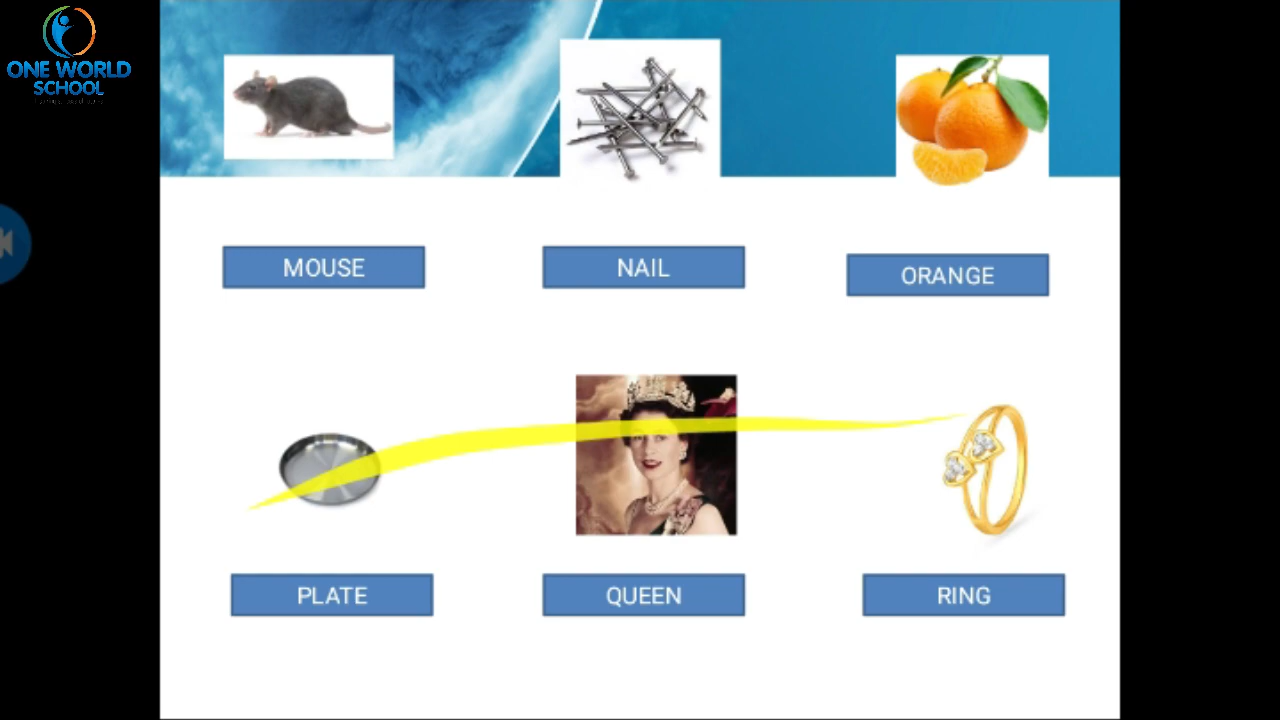 ONE WORLD
SCHOOL
MOUSE
NAIL
ORANGE
PLATE
QUEEN
RING